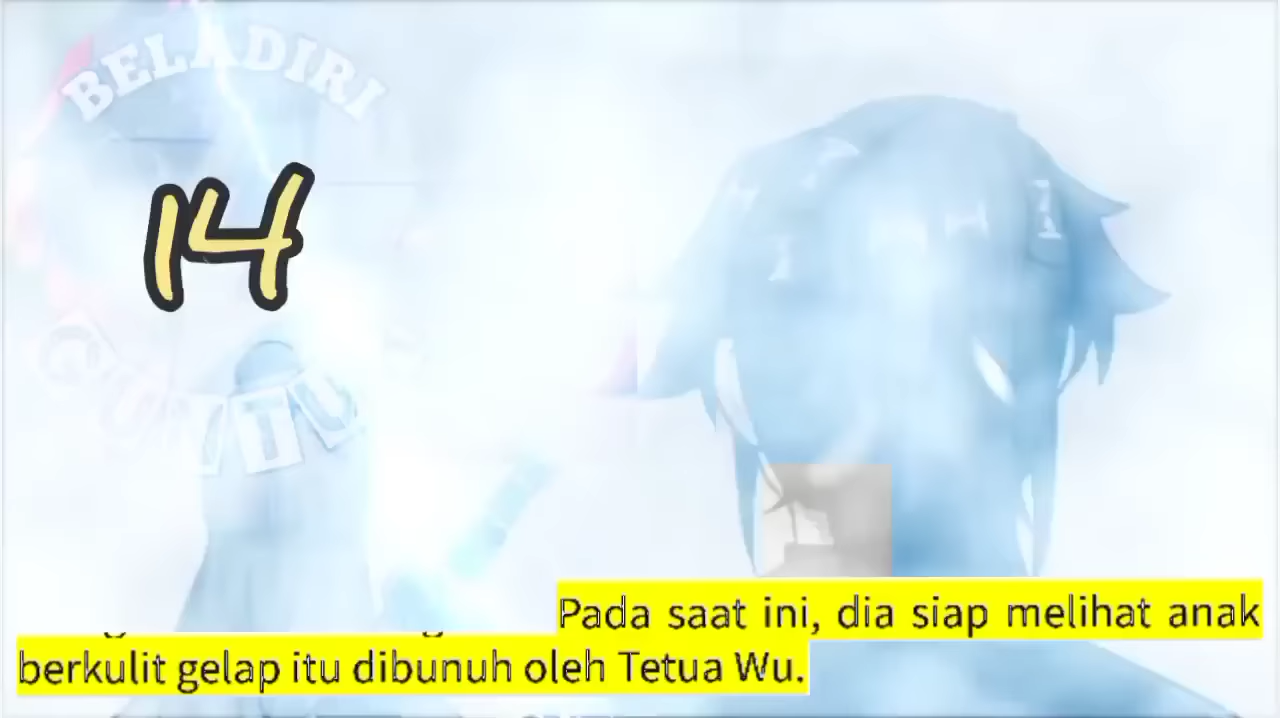 BELADIRI
14
Pada saat ini, dia siap melihat anak
berkulit gelap itu dibunuh oleh Tetua Wu.